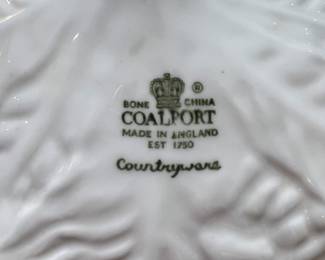 BONE CHINA ®
COALPORT
MADE IN ENGLAND
EST 1750
Countryware